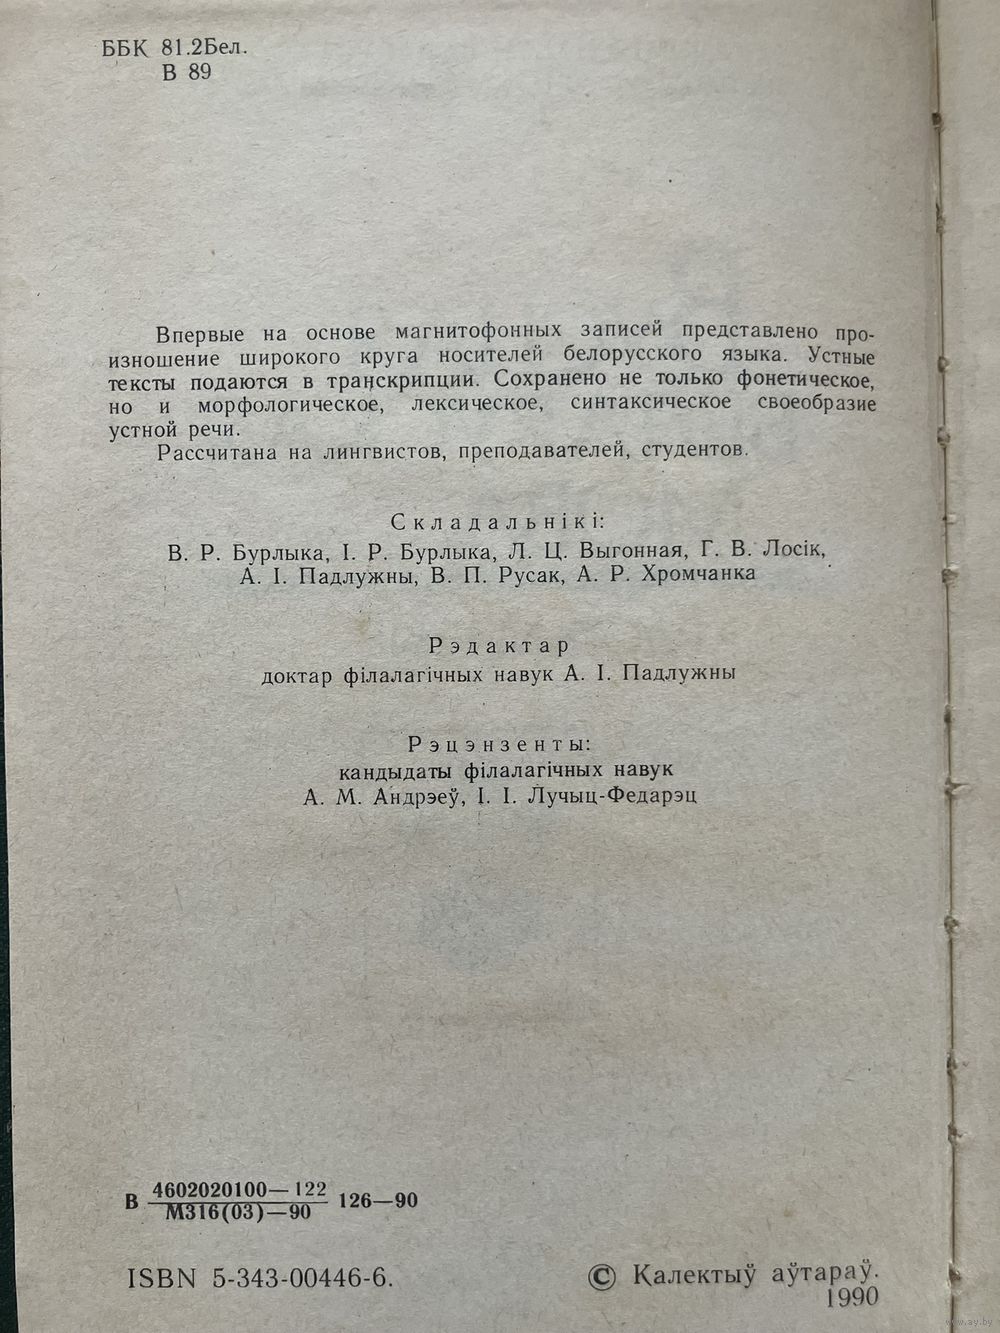 ББК 81.2Бел.
В 89
Впервые на основе магнитофонных записей представлено про-
изношение широкого круга носителей белорусского языка. Устные
тексты подаются в транскрипции. Сохранено не только фонетическое,
но и морфологическое, лексическое, синтаксическое своеобразие
устной речи.
Рассчитана на лингвистов, преподавателей, студентов.
Складальнікі:
В. Р. Бурлыка, І. Р. Бурлыка, Л. Ц. Выгонная, Г. В. Лосік,
А. І. Падлужны, В. П. Русак, А. Р. Хромчанка
Рэдактар
доктар філалагічных навук А. І. Падлужны
Рэцэнзенты:
кандыдаты філалагічных навук
А. М. Андрэеў, І. І. Лучыц-Федарэц
4602020100—122
В 126—90
М316(03)—90
ISBN 5-343-00446-6.
© Калектыў аўтараў.
1990
www.ay.by